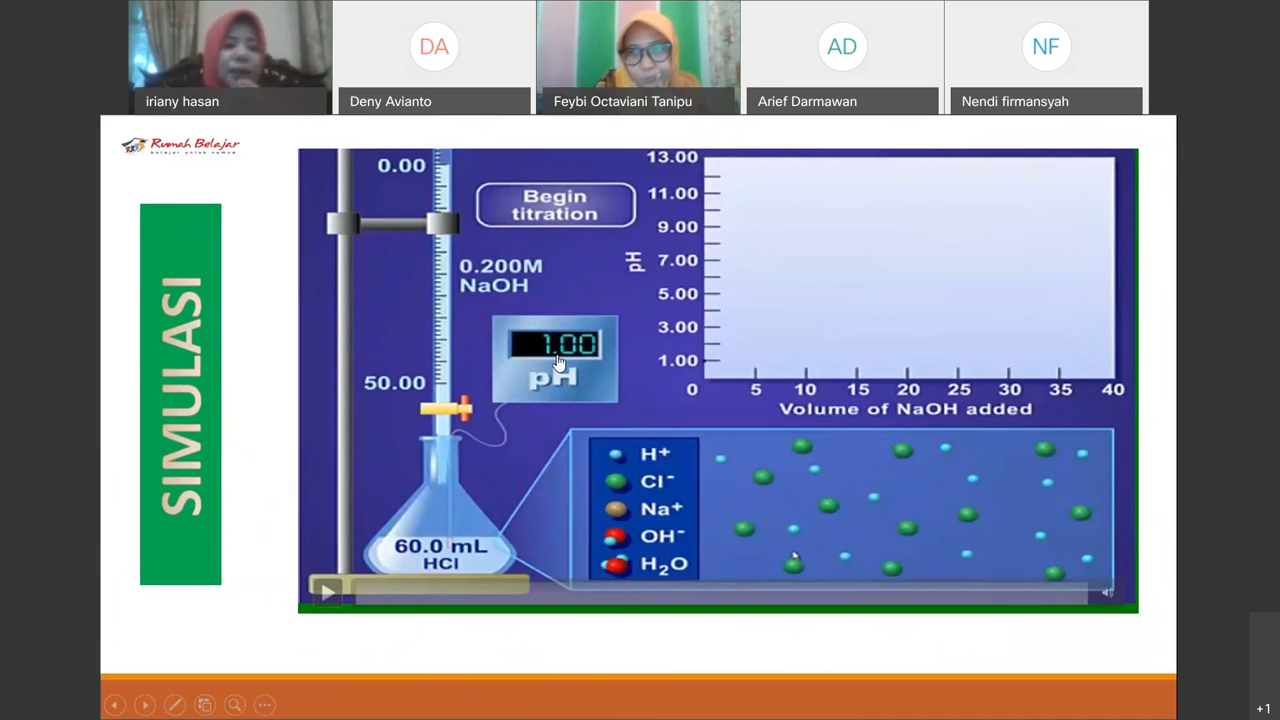 DA
AD
NF
iriany hasan
Deny Avianto
Feybi Octaviani Tanipu
Arief Darmawan
Nendi firmansyah
Rumah Belajar
belajar untuk semua
SIMULASI
0.00
Begin
titration
0.200M
NaOH
1.00
pH
50.00
60.0 mL
HCl
13.00
11.00
9.00
7.00
5.00
3.00
1.00
pH
0 5 10 15 20 25 30 35 40
Volume of NaOH added
H⁺
Cl⁻
Na⁺
OH⁻
H₂O
+1